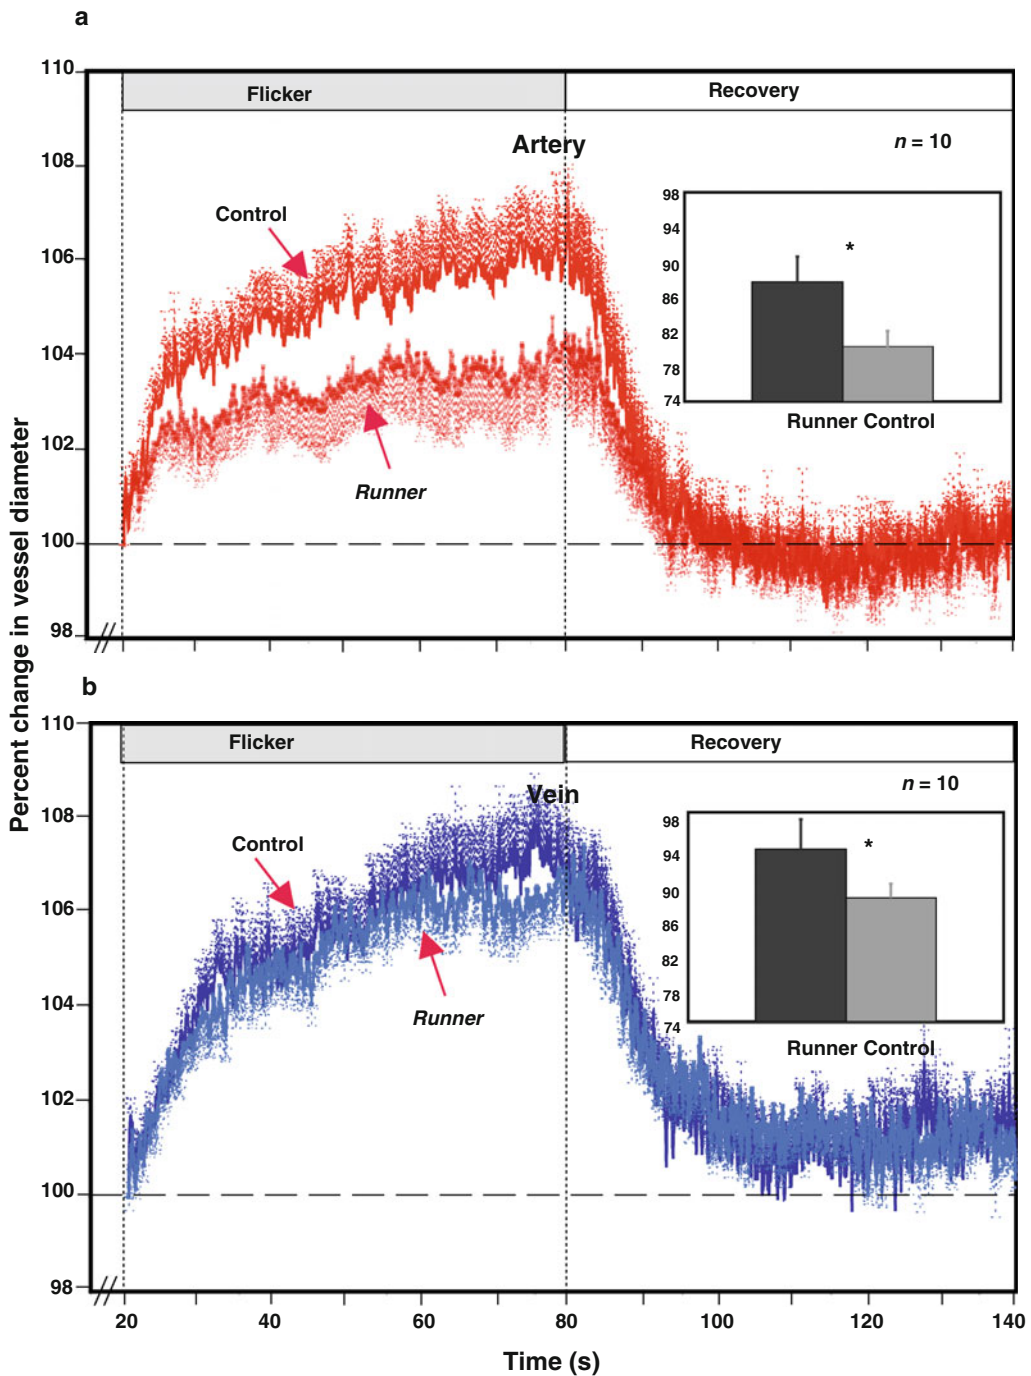 a
110
Flicker
Recovery
Artery
n = 10
108
Control
106
104
102
100
98
Runner
98
94
90
86
82
78
74
*
Runner Control
Percent change in vessel diameter
b
110
Flicker
Recovery
Vein
n = 10
108
Control
106
104
102
100
98
Runner
98
94
90
86
82
78
74
*
Runner Control
20 40 60 80 100 120 140
Time (s)